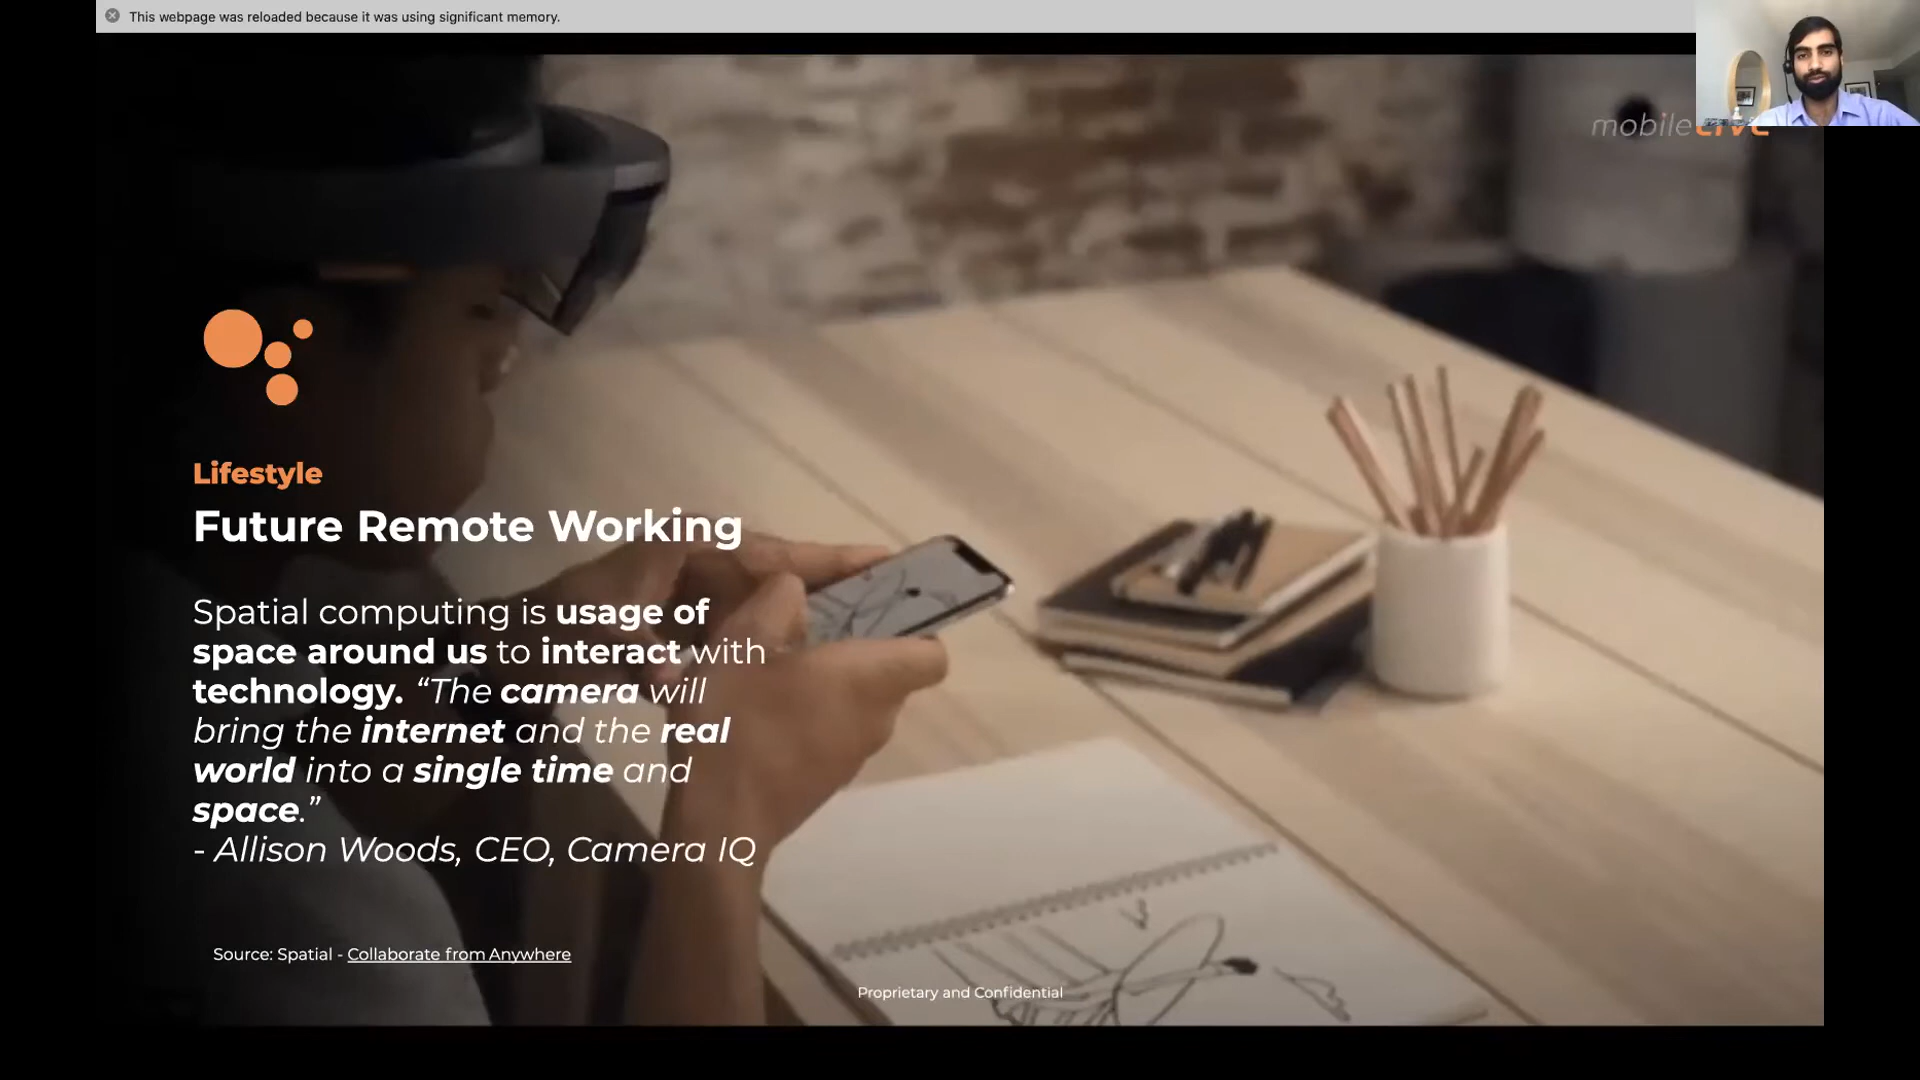 This webpage was reloaded because it was using significant memory.
mobileLIVE
Lifestyle
Future Remote Working
Spatial computing is usage of
space around us to interact with
technology. “The camera will
bring the internet and the real
world into a single time and
space.”
- Allison Woods, CEO, Camera IQ
Source: Spatial - Collaborate from Anywhere
Proprietary and Confidential